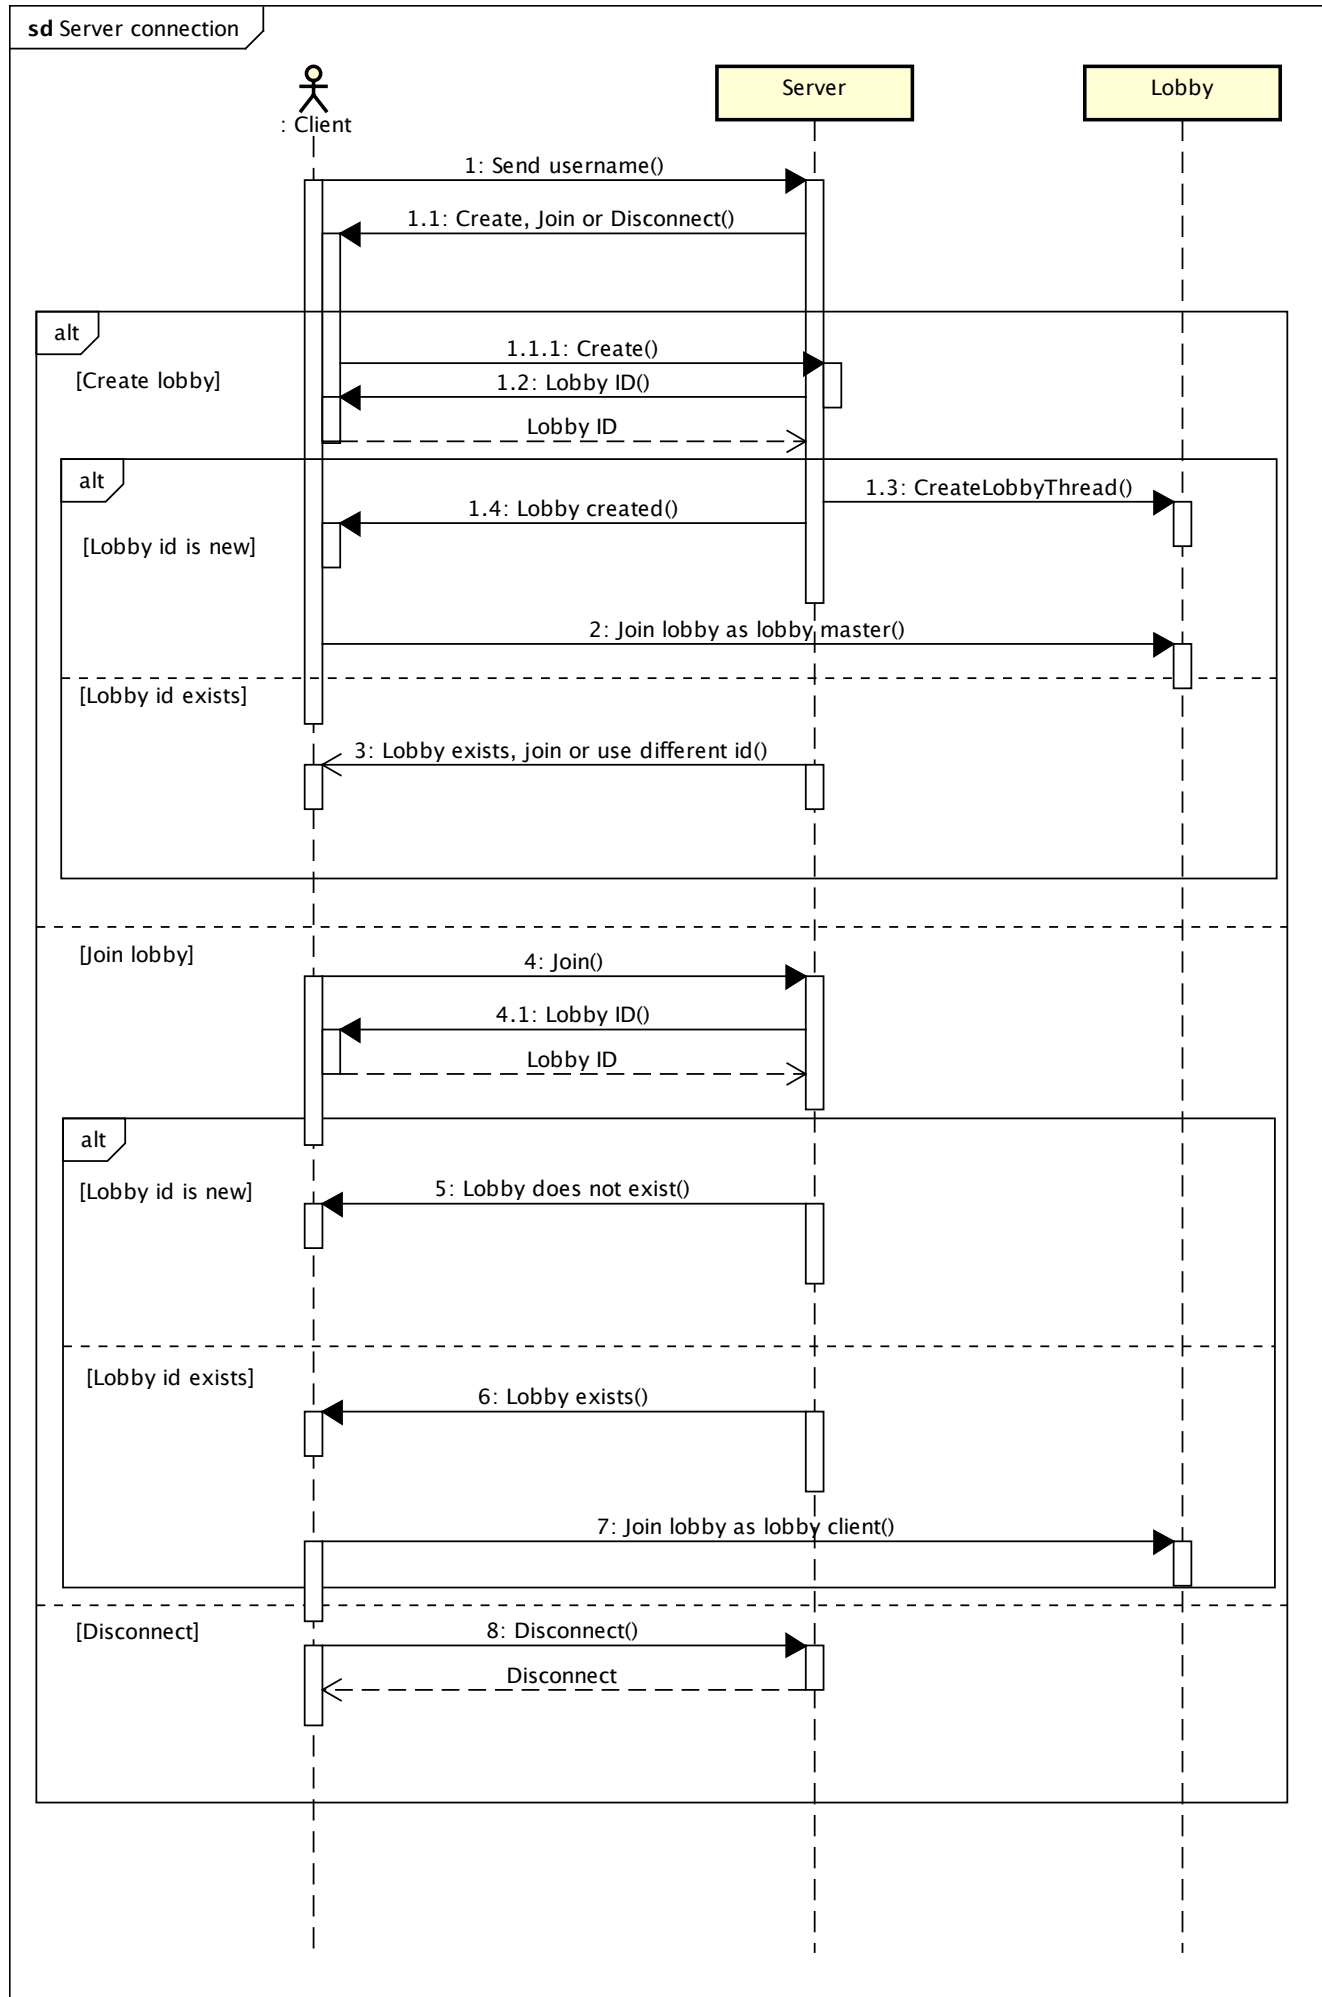 sd Server connection
: Client
Server
Lobby
1: Send username()
1.1: Create, Join or Disconnect()
alt
[Create lobby]
1.1.1: Create()
1.2: Lobby ID()
Lobby ID
alt
[Lobby id is new]
1.3: CreateLobbyThread()
1.4: Lobby created()
2: Join lobby as lobby master()
[Lobby id exists]
3: Lobby exists, join or use different id()
[Join lobby]
4: Join()
4.1: Lobby ID()
Lobby ID
alt
[Lobby id is new]
5: Lobby does not exist()
[Lobby id exists]
6: Lobby exists()
7: Join lobby as lobby client()
[Disconnect]
8: Disconnect()
Disconnect